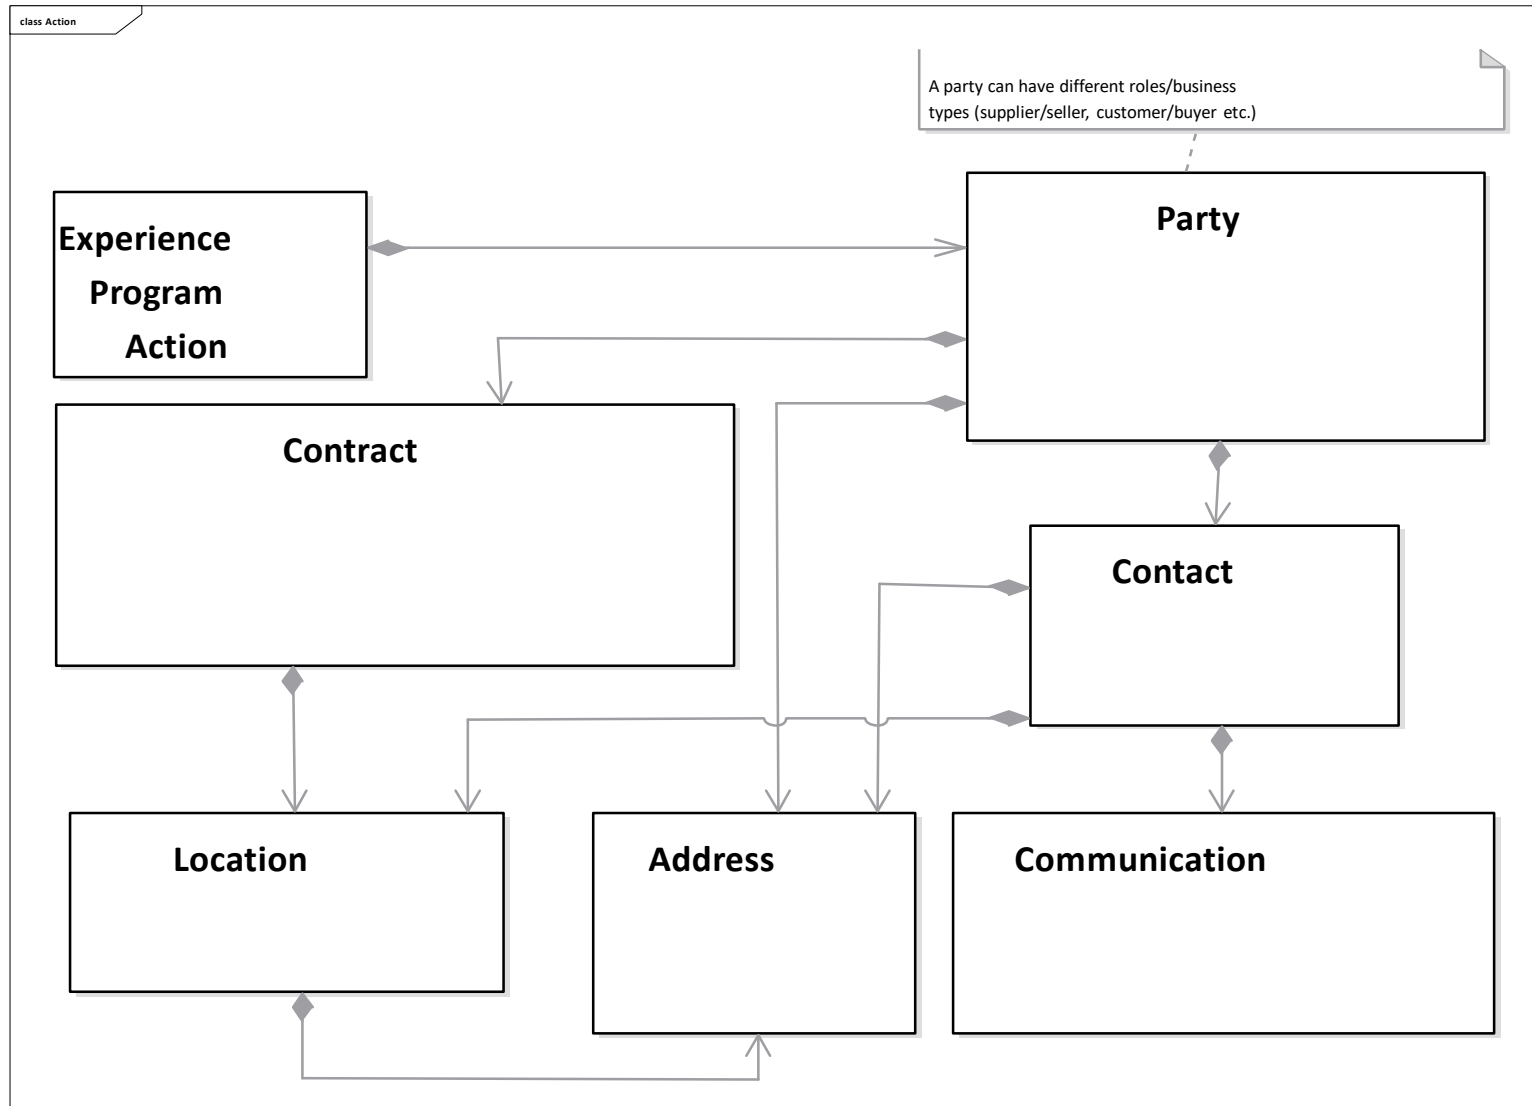 class Action
A party can have different roles/business
types (supplier/seller, customer/buyer etc.)
Party
Experience
Program
Action
Contract
Contact
Location
Address
Communication